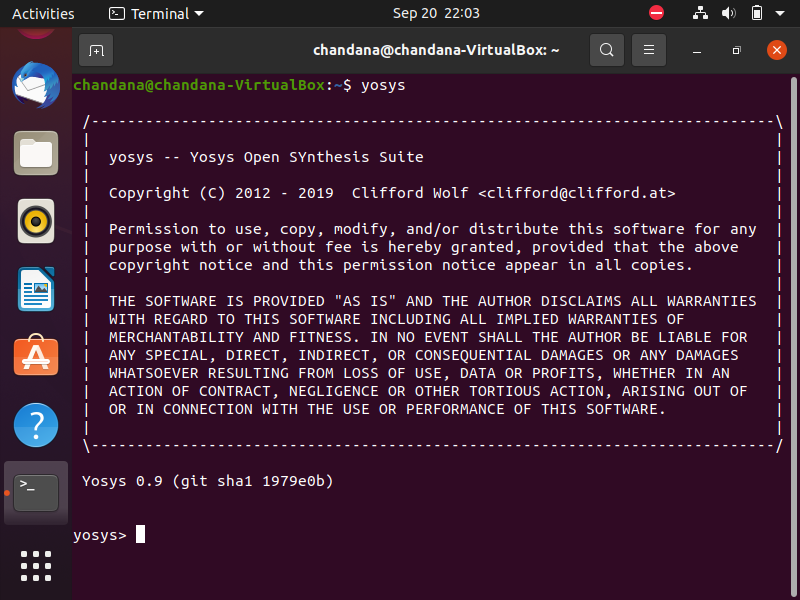 Activities Terminal Sep 20 22:03
chandana@chandana-VirtualBox: ~
chandana@chandana-VirtualBox:~$ yosys
/----------------------------------------------------------------------------\
| |
| yosys -- Yosys Open SYnthesis Suite |
| |
| Copyright (C) 2012 - 2019 Clifford Wolf <clifford@clifford.at> |
| |
| Permission to use, copy, modify, and/or distribute this software for any |
| purpose with or without fee is hereby granted, provided that the above |
| copyright notice and this permission notice appear in all copies. |
| |
| THE SOFTWARE IS PROVIDED "AS IS" AND THE AUTHOR DISCLAIMS ALL WARRANTIES |
| WITH REGARD TO THIS SOFTWARE INCLUDING ALL IMPLIED WARRANTIES OF |
| MERCHANTABILITY AND FITNESS. IN NO EVENT SHALL THE AUTHOR BE LIABLE FOR |
| ANY SPECIAL, DIRECT, INDIRECT, OR CONSEQUENTIAL DAMAGES OR ANY DAMAGES |
| WHATSOEVER RESULTING FROM LOSS OF USE, DATA OR PROFITS, WHETHER IN AN |
| ACTION OF CONTRACT, NEGLIGENCE OR OTHER TORTIOUS ACTION, ARISING OUT OF |
| OR IN CONNECTION WITH THE USE OR PERFORMANCE OF THIS SOFTWARE. |
| |
\----------------------------------------------------------------------------/
Yosys 0.9 (git sha1 1979e0b)
yosys>